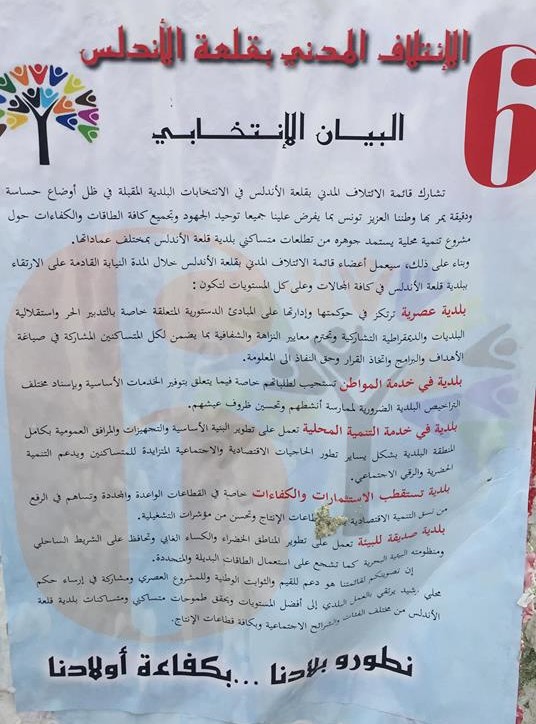 الإئتلاف المدني بقلعة الأندلس
6
البيان الإنتخابي
تشارك قائمة الائتلاف المدني بقلعة الأندلس في الانتخابات البلدية المقبلة في ظل أوضاع حساسة
ودقيقة يمر بها وطننا العزيز تونس بما يفرض علينا جميعا توحيد الجهود وتجميع كافة الطاقات والكفاءات حول
مشروع تنمية محلية يستمد جوهره من تطلعات متساكني بلدية قلعة الأندلس بمختلف عماداتها.
وبناء على ذلك، سيعمل أعضاء قائمة الائتلاف المدني بقلعة الأندلس خلال المدة النيابة القادمة على الارتقاء
ببلدية قلعة الأندلس في كافة المجالات وعلى كل المستويات لتكون :
بلدية عصرية ترتكز في حوكمتها وإدارتها على المبادئ الدستورية المتعلقة خاصة بالتدبير الحر واستقلالية
البلديات والديمقراطية التشاركية وتحترم معايير النزاهة والشفافية بما يضمن لكل المتساكنين المشاركة في صياغة
الأهداف والبرامج واتخاذ القرار وحق النفاذ الى المعلومة.
بلدية في خدمة المواطن تستجيب لطلباتهم خاصة فيما يتعلق بتوفير الخدمات الأساسية وبإسناد مختلف
التراخيص البلدية الضرورية لممارسة أنشطهم وتحسين ظروف عيشهم.
بلدية في خدمة التنمية المحلية تعمل على تطوير البنية الأساسية والتجهيزات والمرافق العمومية بكامل
المنطقة البلدية بشكل يساير تطور الحاجيات الاقتصادية والاجتماعية المتزايدة للمتساكنين ويدعم التنمية
الحضرية والرقي الاجتماعي.
بلدية تستقطب الاستثمارات والكفاءات خاصة في القطاعات الواعدة والمجددة وتساهم في الرفع
من نسق التنمية الاقتصادية قطاعات الإنتاج وتحسن من مؤشرات التشغيلية.
بلدية صديقة للبيئة تعمل على تطوير المناطق الخضراء والكساء الغابي وتحافظ على الشريط الساحلي
ومنظومته البيئية البحرية كما تشجع على استعمال الطاقات البديلة والمتجددة.
إن تصويتكم لقائمتنا هو دعم للقيم والثوابت الوطنية وللمشروع العصري ومشاركة في إرساء حكم
محلي رشيد يرتقي بالعمل البلدي إلى أفضل المستويات ويحقق طموحات متساكني ومتساكنات بلدية قلعة
الأندلس من مختلف الفئات والشرائح الاجتماعية وبكافة قطاعات الإنتاج.
نطورو بلادنا ...بكفاءة أولادنا